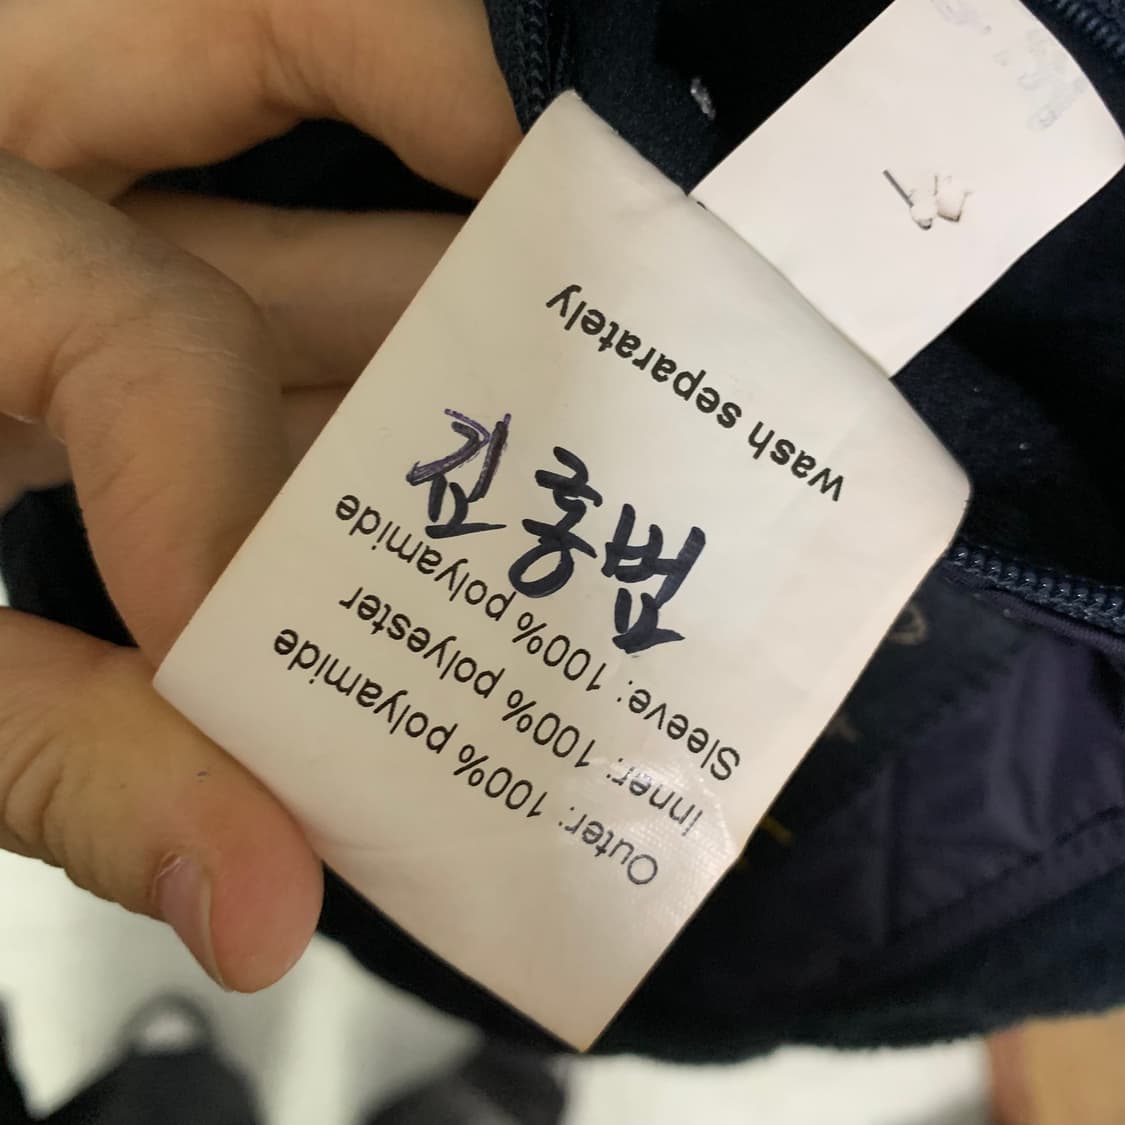 Outer: 100% polyamide
Inner: 100% polyester
Sleeve: 100% polyamide
wash separately
김홍범